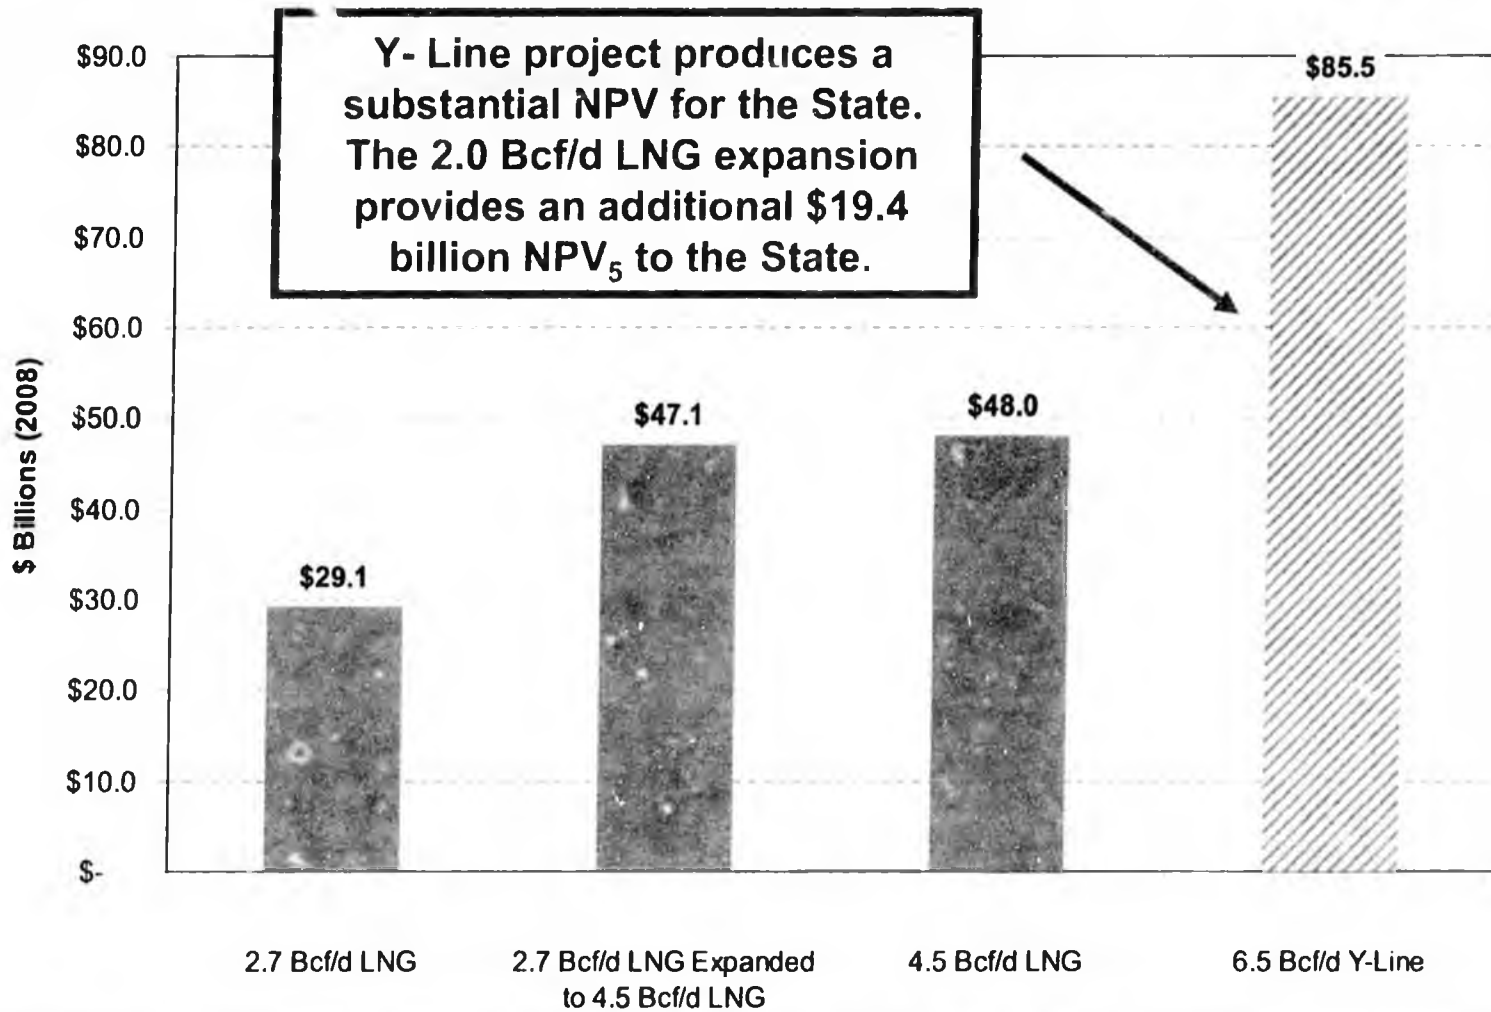 Y- Line project produces a
substantial NPV for the State.
The 2.0 Bcf/d LNG expansion
provides an additional $19.4
billion NPV5 to the State.
$90.0
$80.0
$70.0
$60.0
$50.0
$40.0
$30.0
$20.0
$10.0
$-
$ Billions (2008)
$29.1
$47.1
$48.0
$85.5
2.7 Bcf/d LNG
2.7 Bcf/d LNG Expanded
to 4.5 Bcf/d LNG
4.5 Bcf/d LNG
6.5 Bcf/d Y-Line